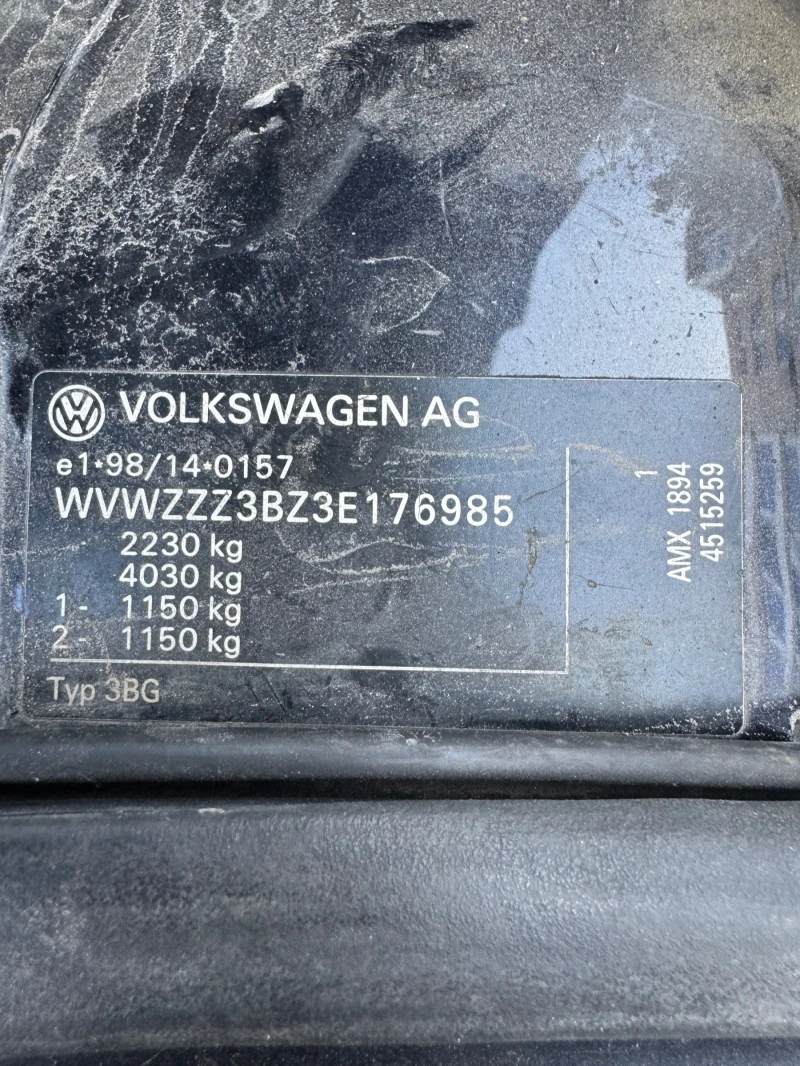 VOLKSWAGEN AG
e1*98/14*0157
WVWZZZ3BZ3E176985
2230 kg
4030 kg
1- 1150 kg
2- 1150 kg
Typ 3BG
1
AMX 1894
4515259